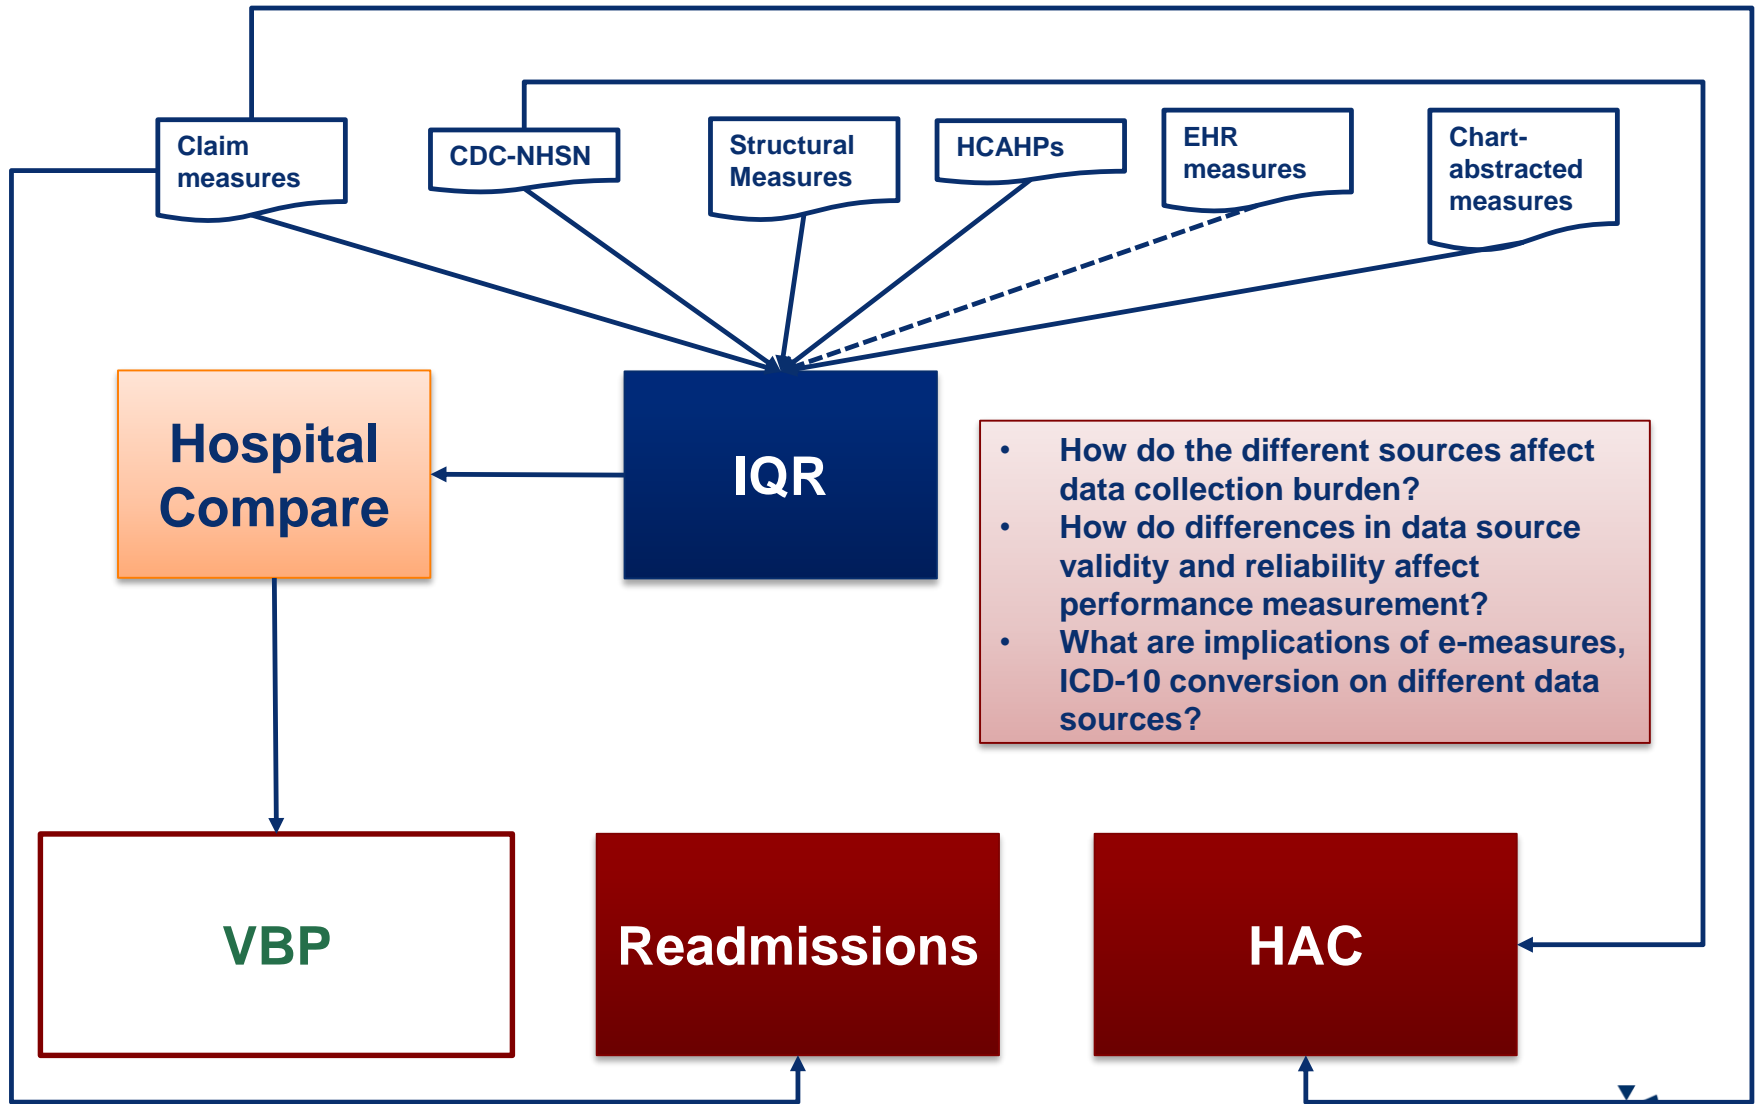 Claim
measures
CDC-NHSN
Structural
Measures
HCAHPs
EHR
measures
Chart-
abstracted
measures
Hospital
Compare
IQR
• How do the different sources affect
data collection burden?
• How do differences in data source
validity and reliability affect
performance measurement?
• What are implications of e-measures,
ICD-10 conversion on different data
sources?
VBP
Readmissions
HAC